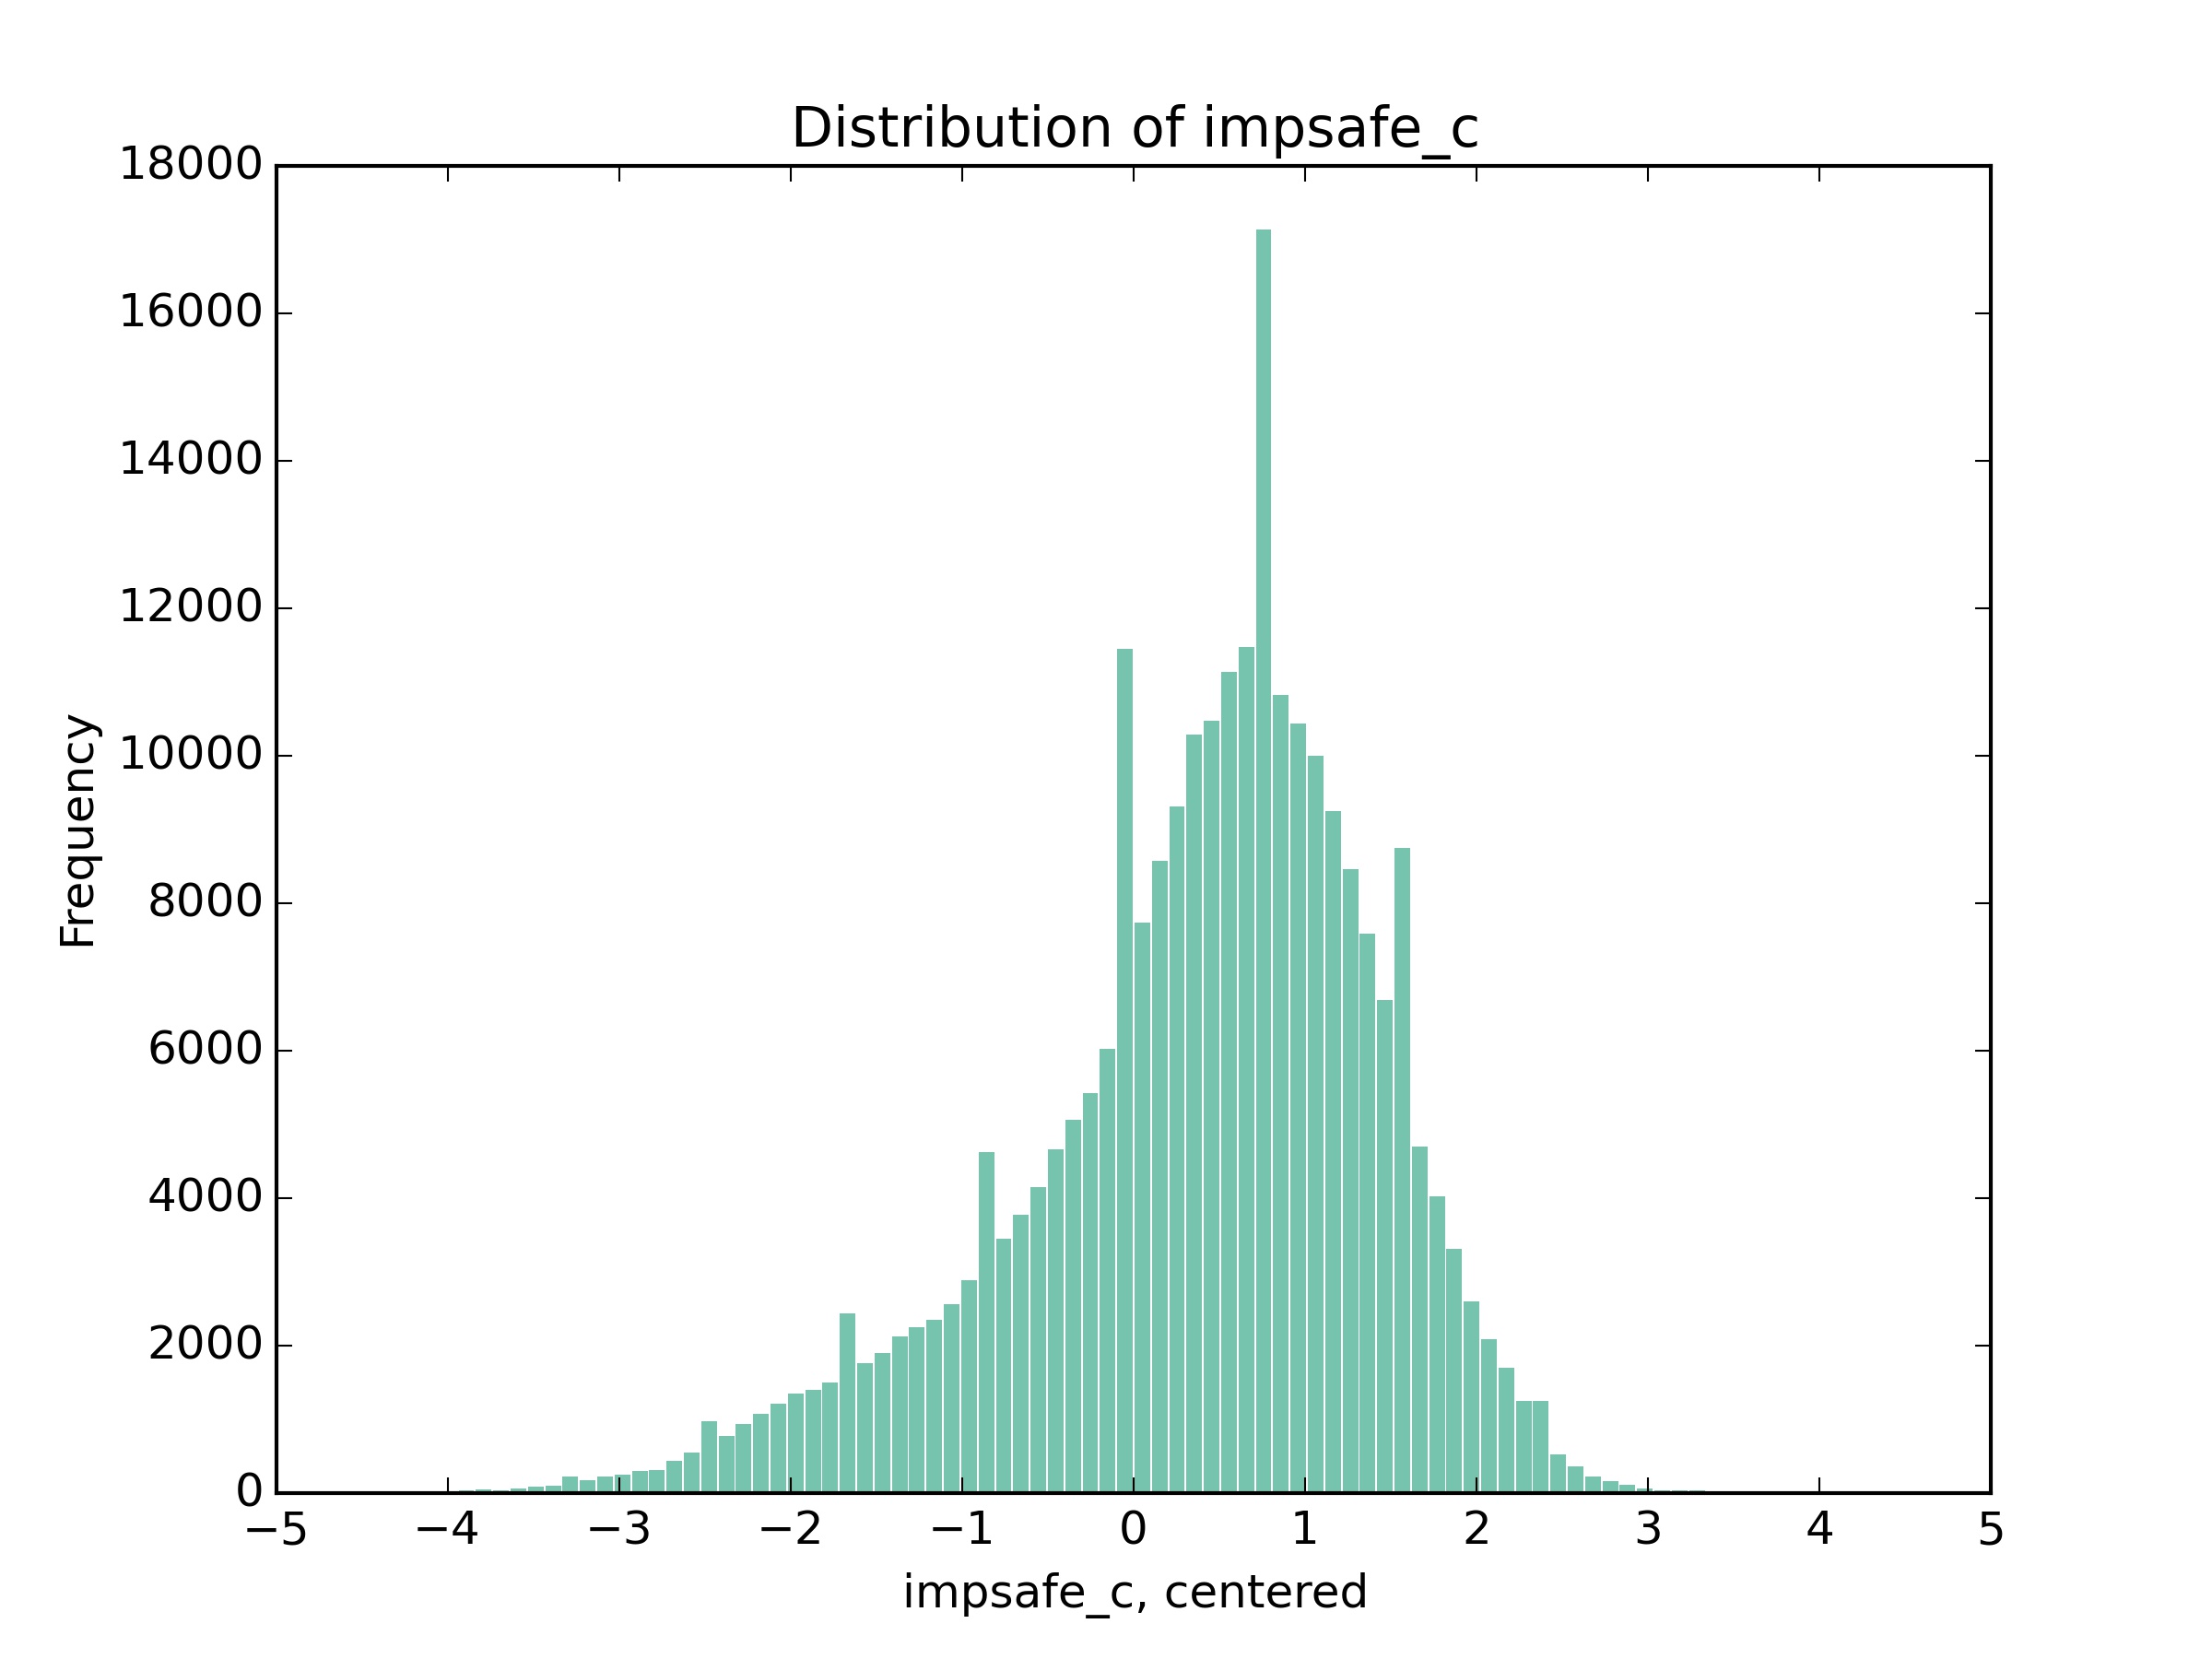 Distribution of impsafe_c
18000
16000
14000
12000
10000
8000
6000
4000
2000
0
Frequency
−5 −4 −3 −2 −1 0 1 2 3 4 5
impsafe_c, centered